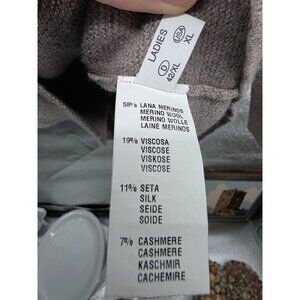 LADIES
USA
XL
D
42/XL
58% LANA MERINOS
MERINO WOOL
MERINO WOLLE
LAINE MERINOS
19% VISCOSA
VISCOSE
VISKOSE
VISCOSE
11% SETA
SILK
SEIDE
SOIDE
7% CASHMERE
CASHMERE
KASCHMIR
CACHEMIRE